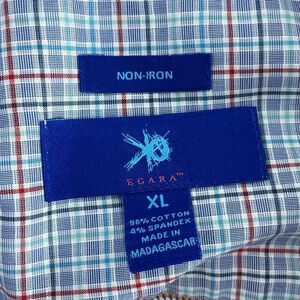 NON-IRON
EGARA™
XL
96% COTTON
4% SPANDEX
MADE IN
MADAGASCAR